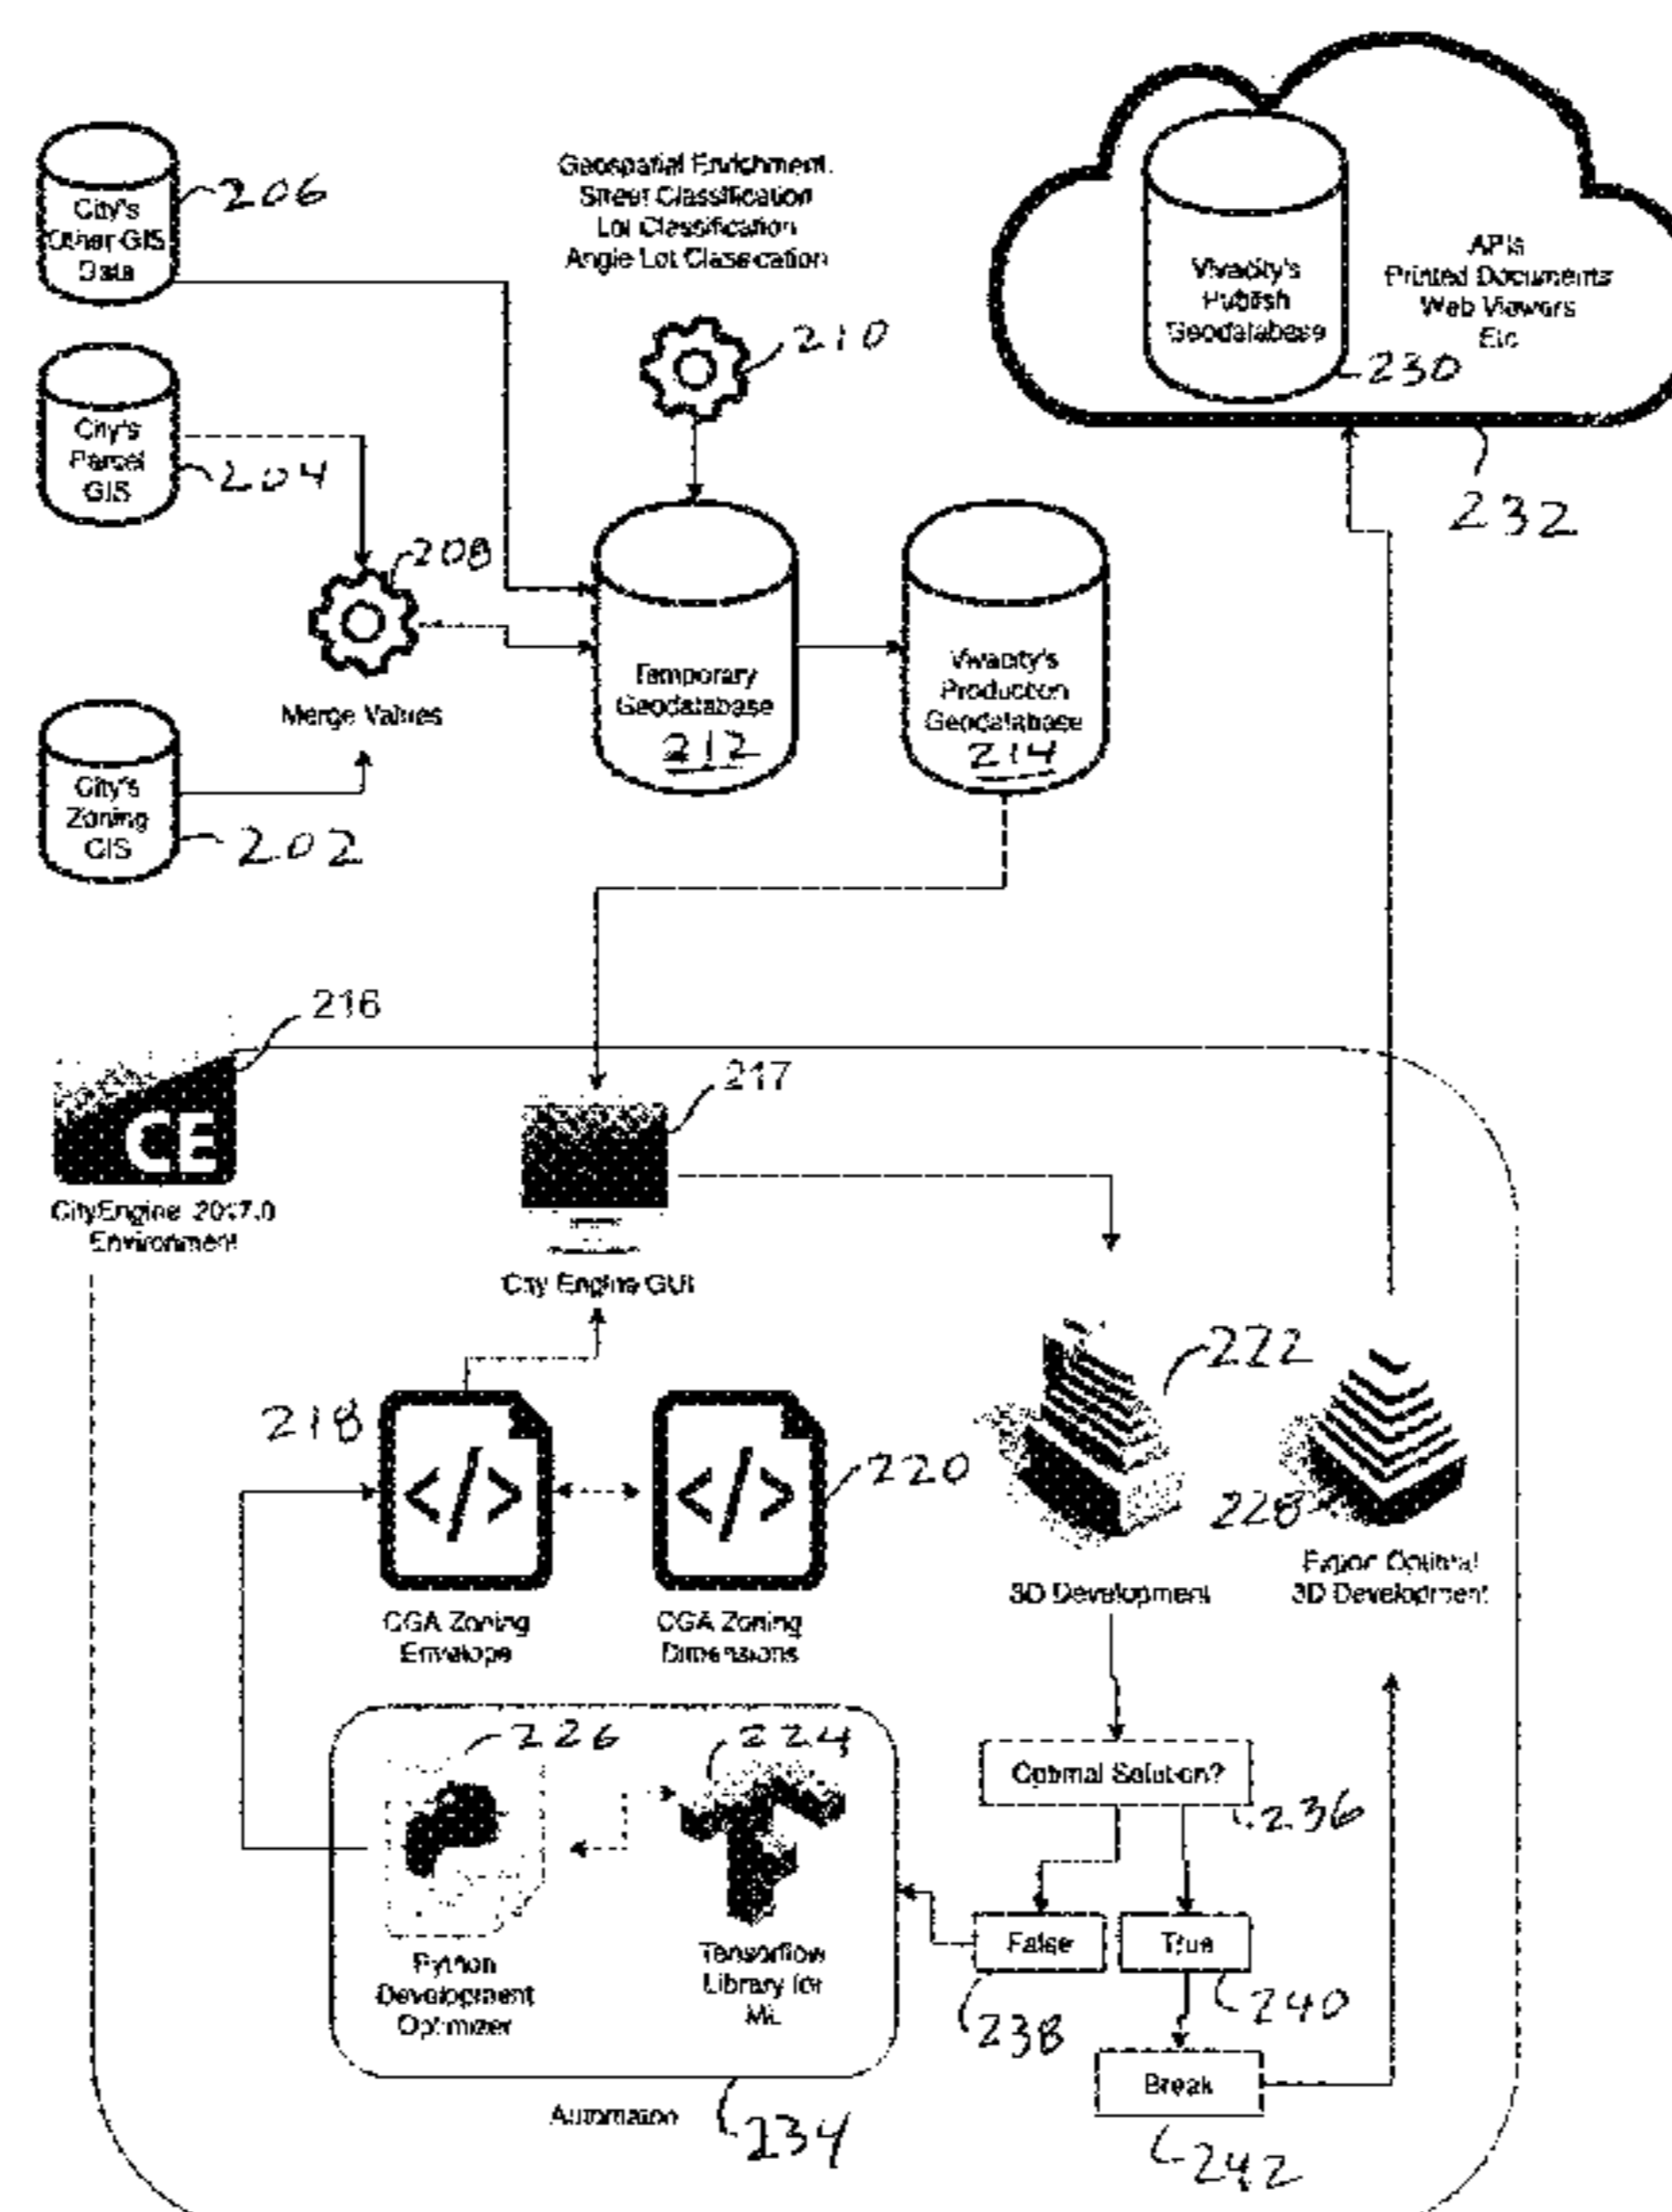 City's
Other GIS
Data
206
Geospatial Enrichment.
Street Classification
Lot Classification
Angle Lot Classecation
210
Vivacity's
Publish
Geodatabase
230
APIs
Printed Documents
Web Viewers
Etc
232
City's
Parcel
GIS
204
208
Merge Values
City's
Zoning
GIS
202
Temporary
Geodatabase
212
Vivacity's
Production
Geodatabase
214
216
CE
CityEngine 2017.0
Environment
217
City Engine GUI
218
</>
CGA Zoning
Envelope
</>
220
CGA Zoning
Dimensions
222
3D Development
228
Export Optimal
3D Development
226
Python
Development
Optimizer
224
Tensorflow
Library for
ML
Automation
234
Optimal Solution?
236
False
238
True
240
Break
242